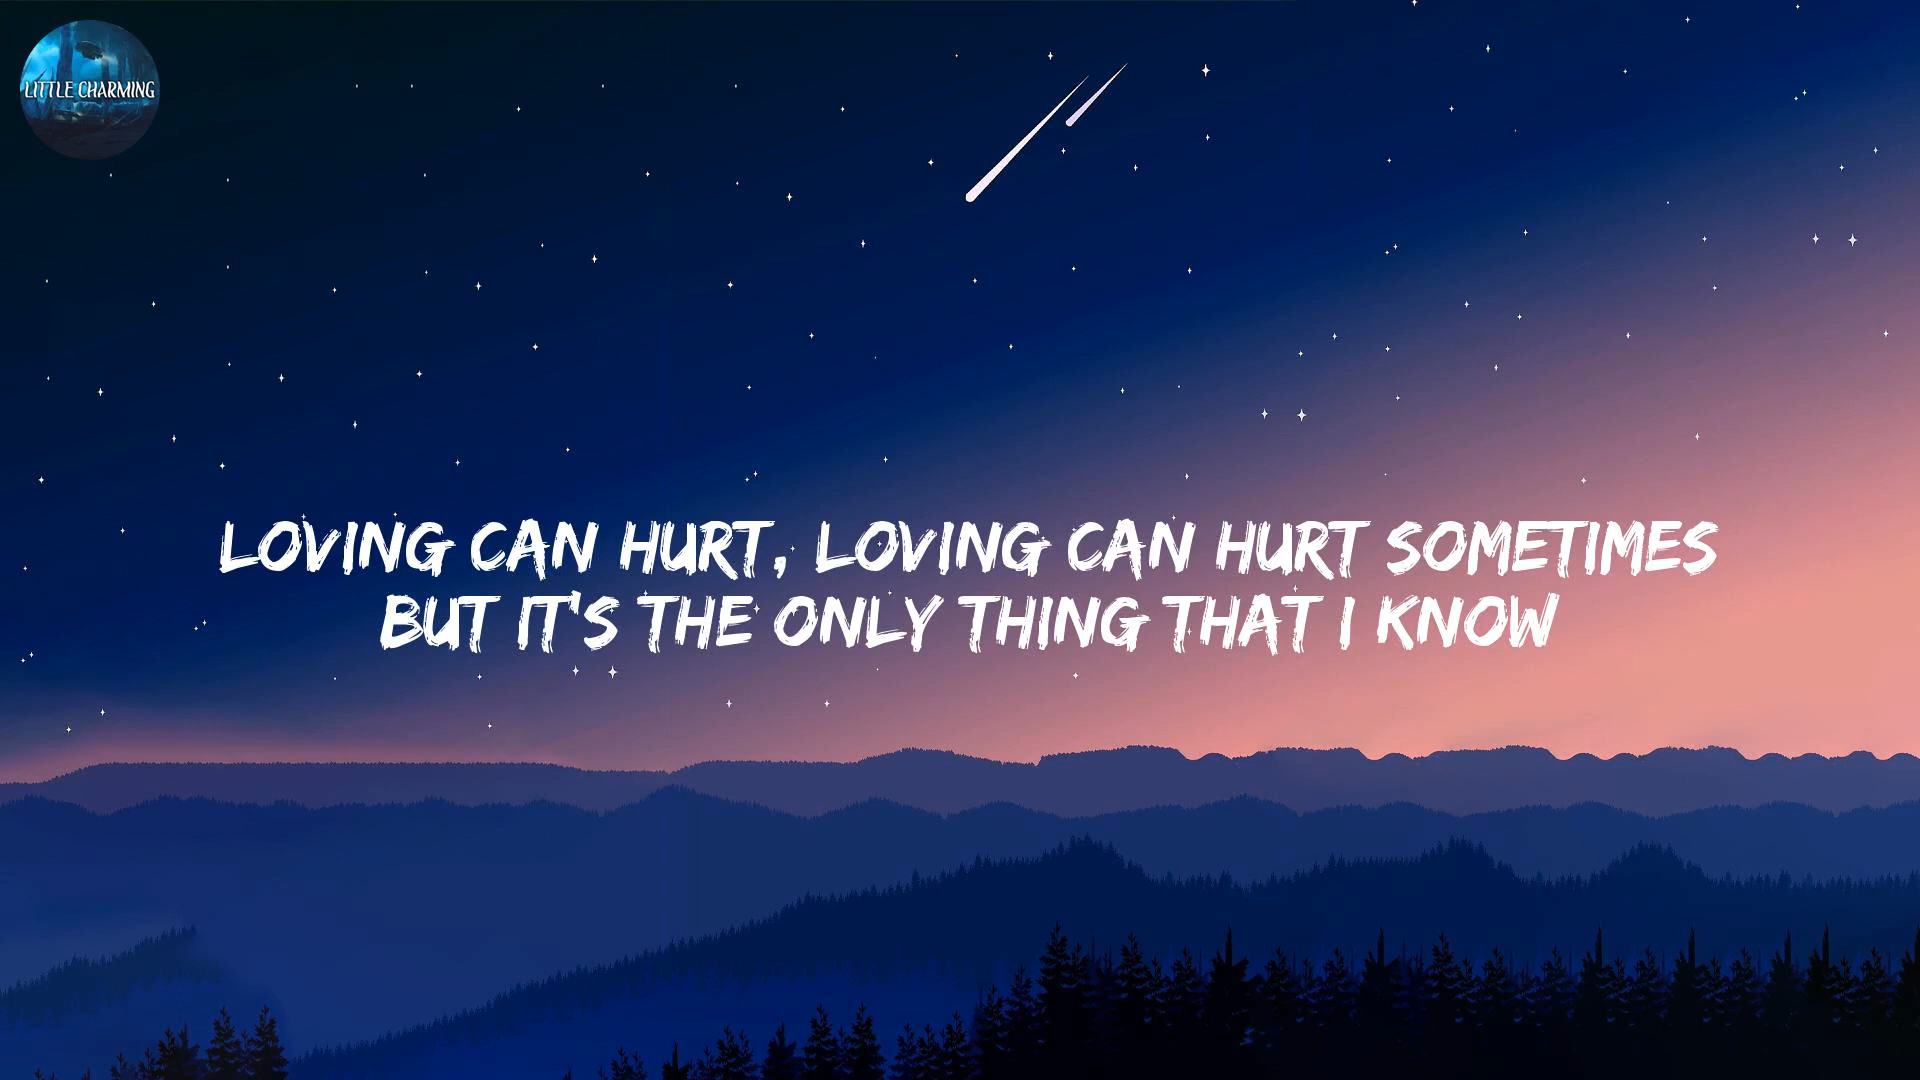 LITTLE CHARMING
LOVING CAN HURT, LOVING CAN HURT SOMETIMES
BUT IT'S THE ONLY THING THAT I KNOW